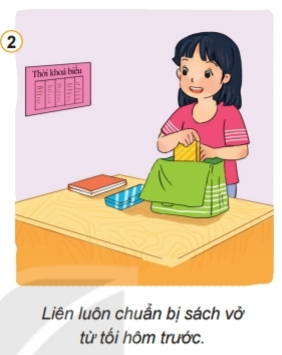 2
Thời khoá biểu
Liên luôn chuẩn bị sách vở
từ tối hôm trước.